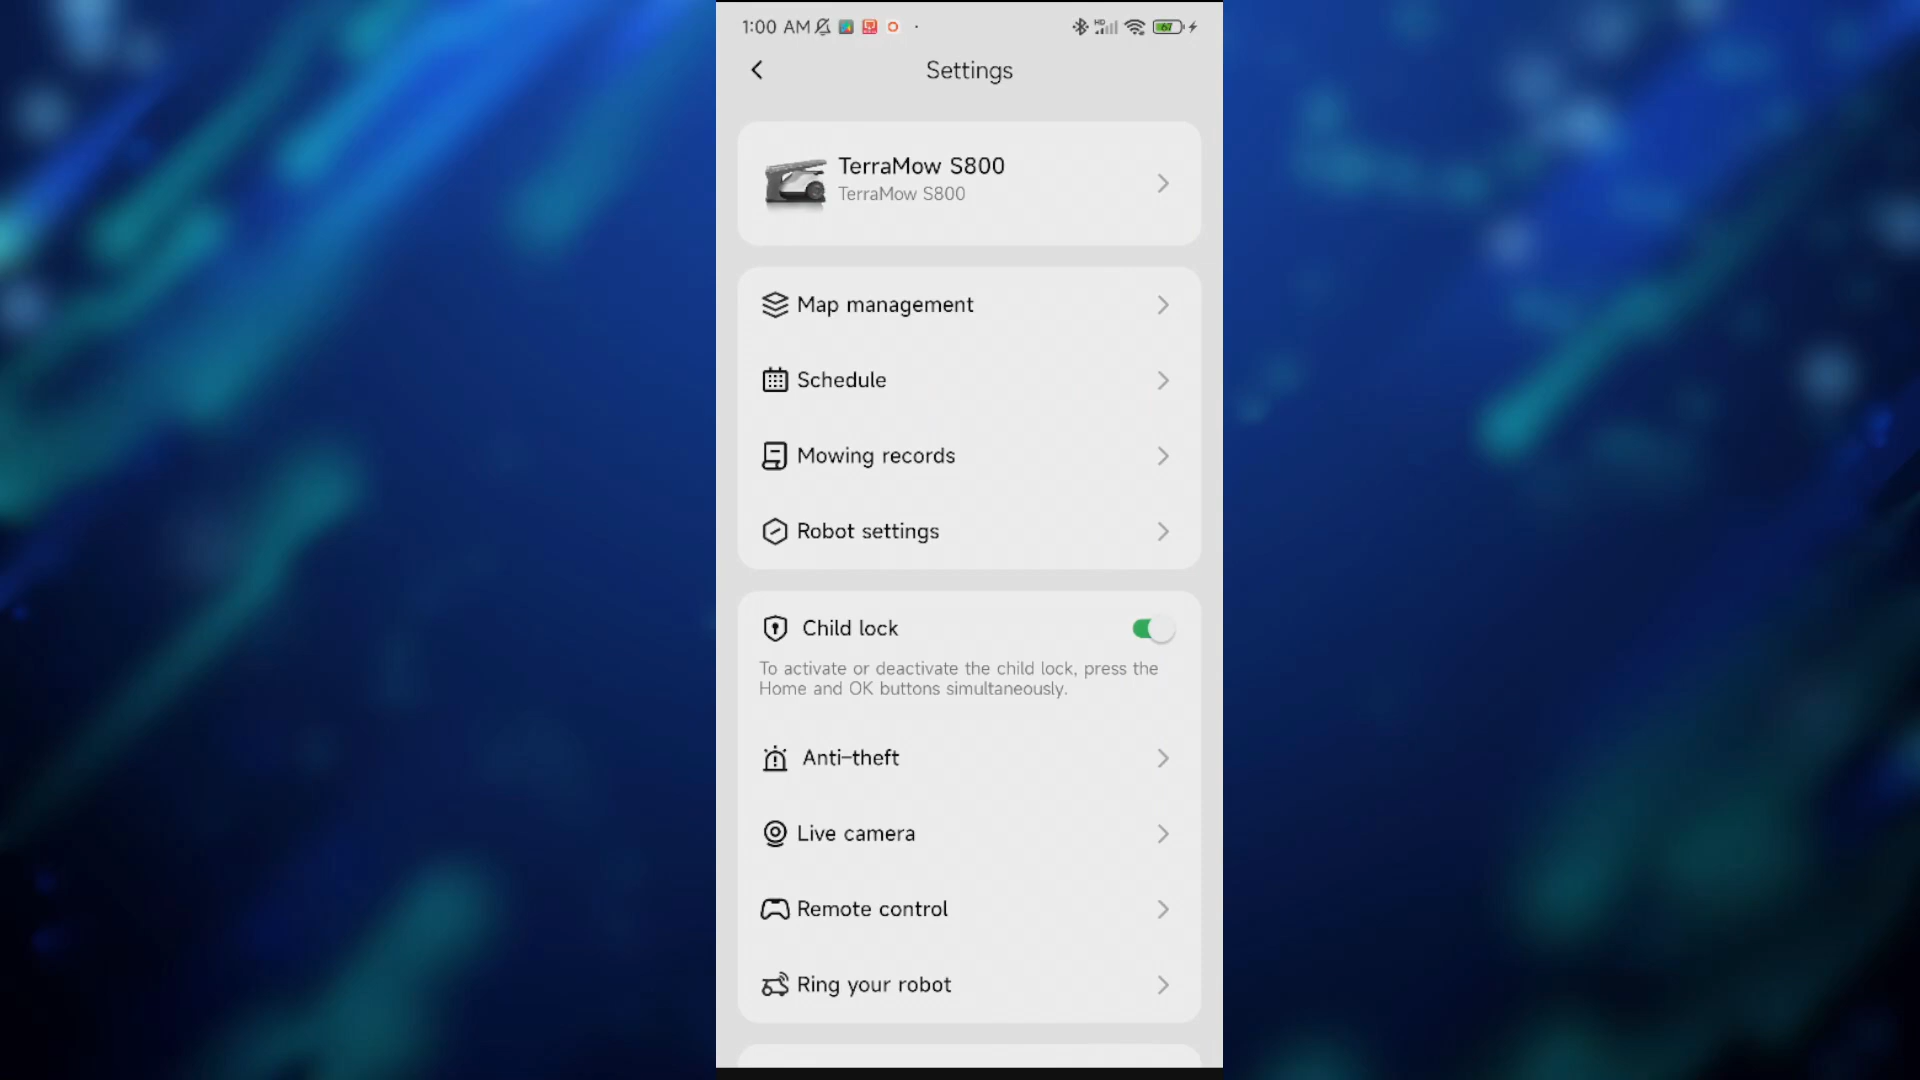 1:00 AM
HD
67
Settings
TerraMow S800
TerraMow S800
Map management
Schedule
Mowing records
Robot settings
Child lock
To activate or deactivate the child lock, press the
Home and OK buttons simultaneously.
Anti-theft
Live camera
Remote control
Ring your robot